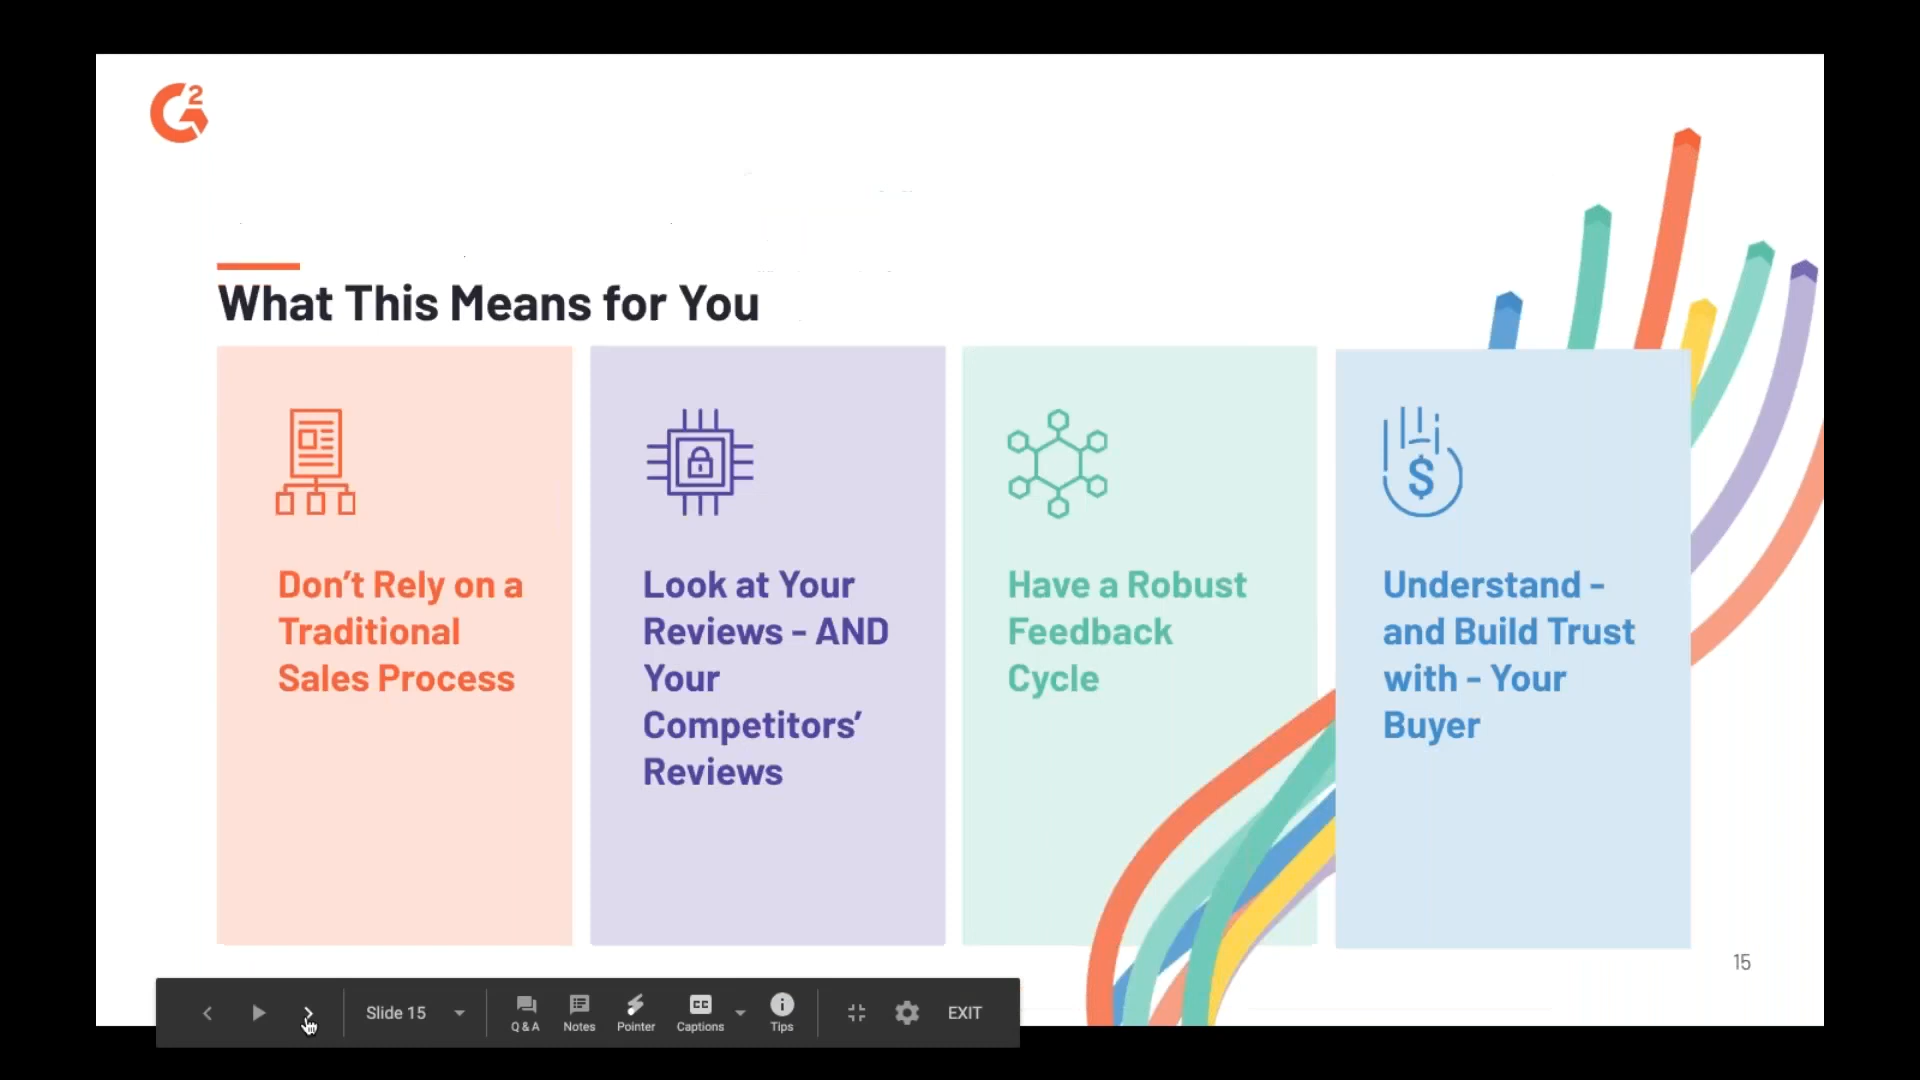 G2
What This Means for You
Don’t Rely on a
Traditional
Sales Process
Look at Your
Reviews - AND
Your
Competitors’
Reviews
Have a Robust
Feedback
Cycle
$
Understand -
and Build Trust
with - Your
Buyer
15
Slide 15
Q & A
Notes
Pointer
CC
Captions
Tips
EXIT